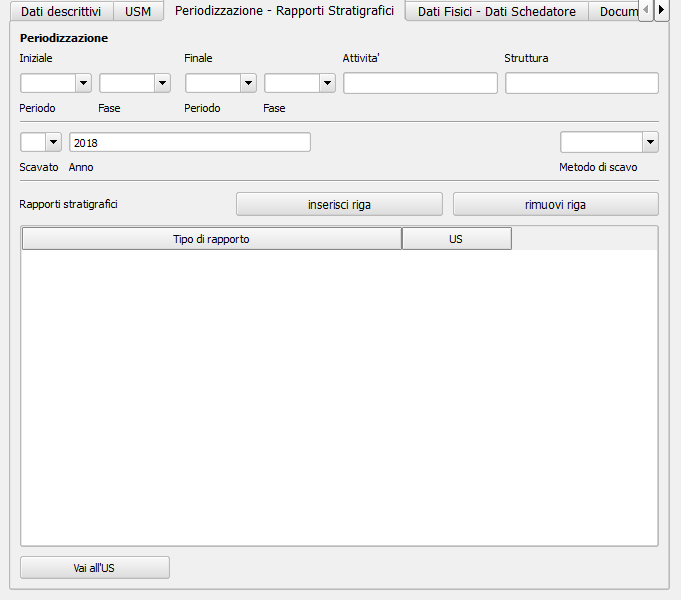 Dati descrittivi USM Periodizzazione - Rapporti Stratigrafici Dati Fisici - Dati Schedatore Docum
Periodizzazione
Iniziale Finale Attivita' Struttura
Periodo Fase Periodo Fase
2018
Scavato Anno Metodo di scavo
Rapporti stratigrafici inserisci riga rimuovi riga
Tipo di rapporto US
Vai all'US